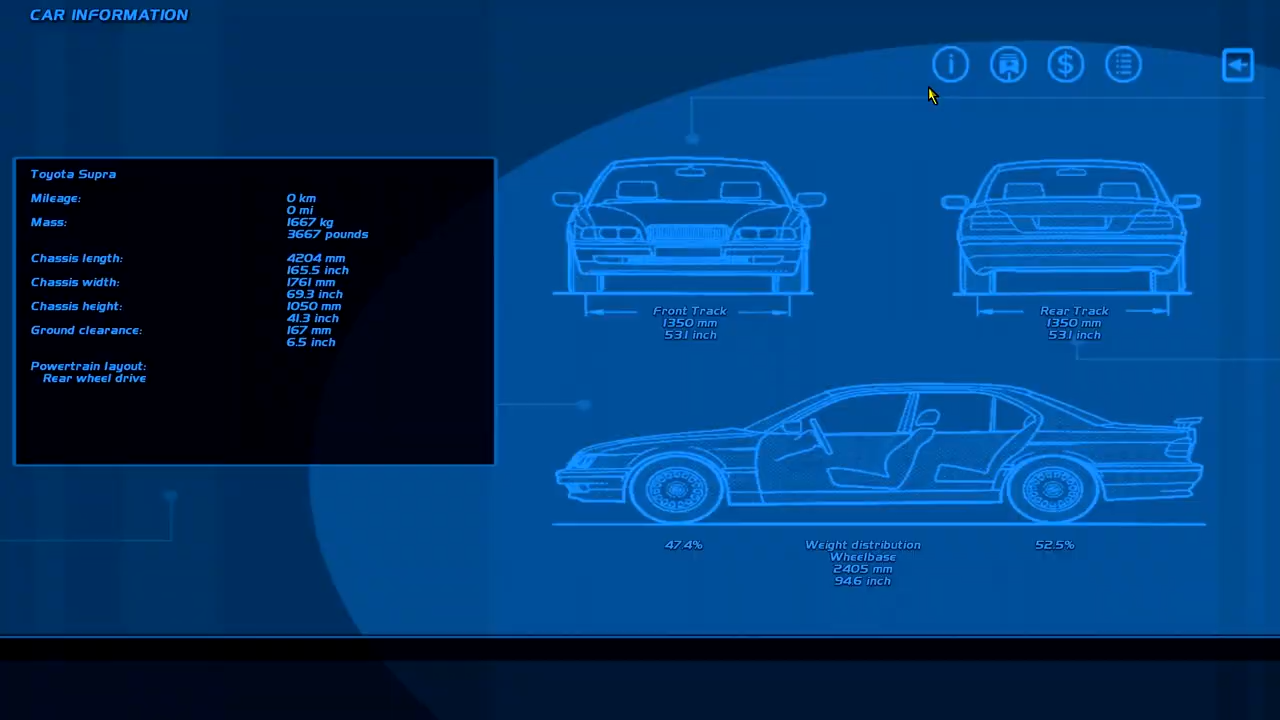 CAR INFORMATION
Toyota Supra
Mileage: 0 km
0 mi
Mass: 1667 kg
3667 pounds
Chassis length: 4204 mm
165.5 inch
Chassis width: 1761 mm
69.3 inch
Chassis height: 1050 mm
41.3 inch
Ground clearance: 167 mm
6.5 inch
Powertrain layout:
Rear wheel drive
Front Track
1350 mm
53.1 inch
Rear Track
1350 mm
53.1 inch
47.4% Weight distribution 52.5%
Wheelbase
2405 mm
94.6 inch